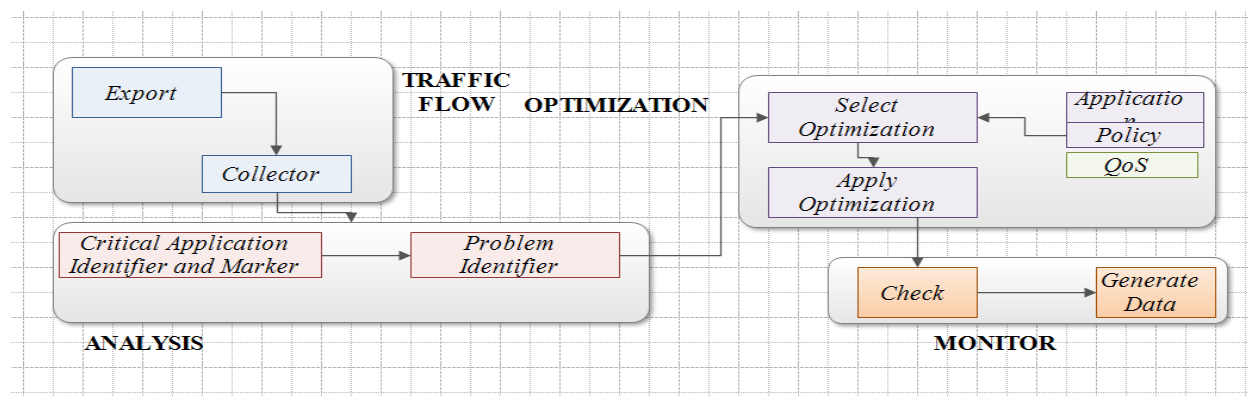 Export
Collector
TRAFFIC
FLOW
Critical Application
Identifier and Marker
Problem
Identifier
ANALYSIS
OPTIMIZATION
Select
Optimization
Apply
Optimization
Applicatio
n
Policy
QoS
Check
Generate
Data
MONITOR